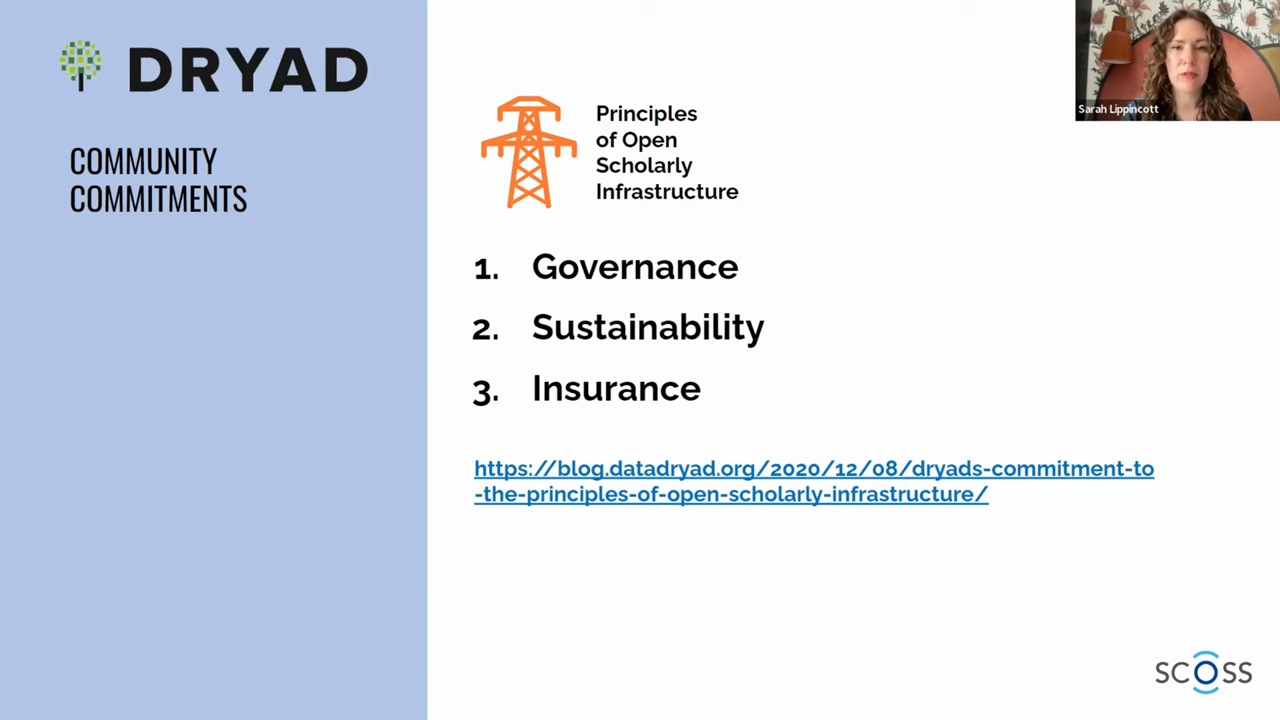 DRYAD
COMMUNITY
COMMITMENTS
Principles
of Open
Scholarly
Infrastructure
1. Governance
2. Sustainability
3. Insurance
https://blog.datadryad.org/2020/12/08/dryads-commitment-to
-the-principles-of-open-scholarly-infrastructure/
Sarah Lippincott
SCOSS